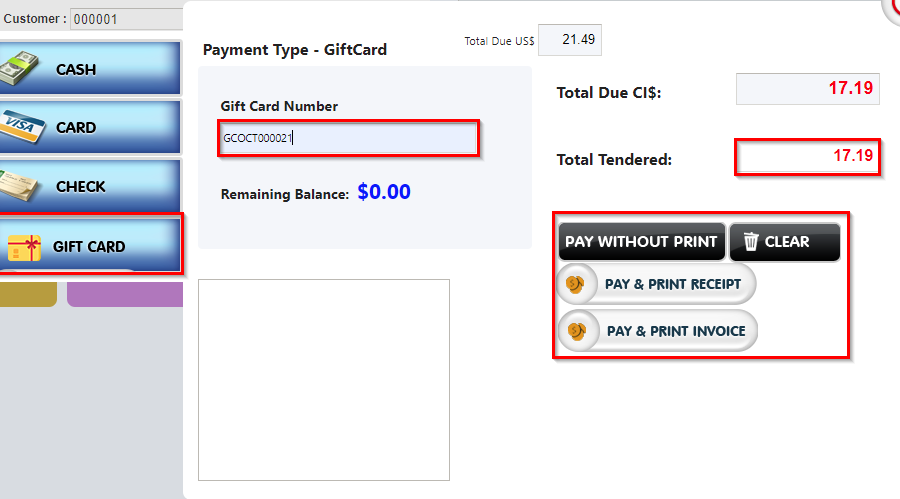 Customer : 000001
CASH
VISA
CARD
CHECK
GIFT CARD
Payment Type - GiftCard
Total Due US$ 21.49
Gift Card Number
GCOCT000021
Remaining Balance: $0.00
Total Due CI$: 17.19
Total Tendered: 17.19
PAY WITHOUT PRINT
CLEAR
PAY & PRINT RECEIPT
PAY & PRINT INVOICE